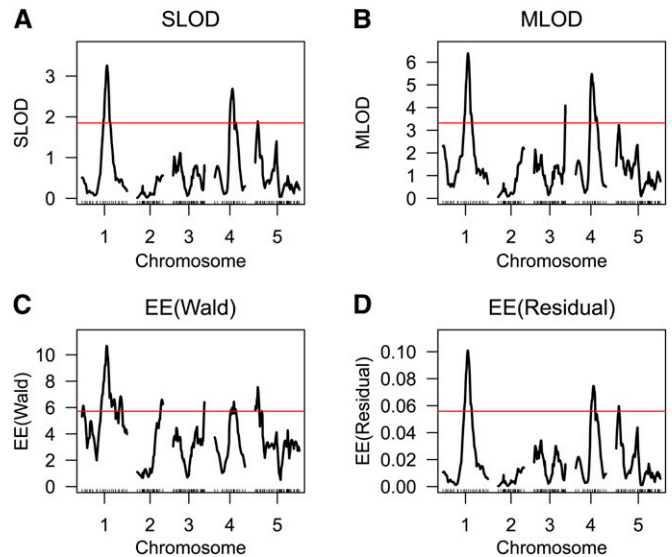 A
SLOD
SLOD
0
1
2
3
1
2
3
4
5
Chromosome
B
MLOD
MLOD
0
1
2
3
4
5
6
1
2
3
4
5
Chromosome
C
EE(Wald)
EE(Wald)
0
2
4
6
8
10
1
2
3
4
5
Chromosome
D
EE(Residual)
EE(Residual)
0.00
0.02
0.04
0.06
0.08
0.10
1
2
3
4
5
Chromosome